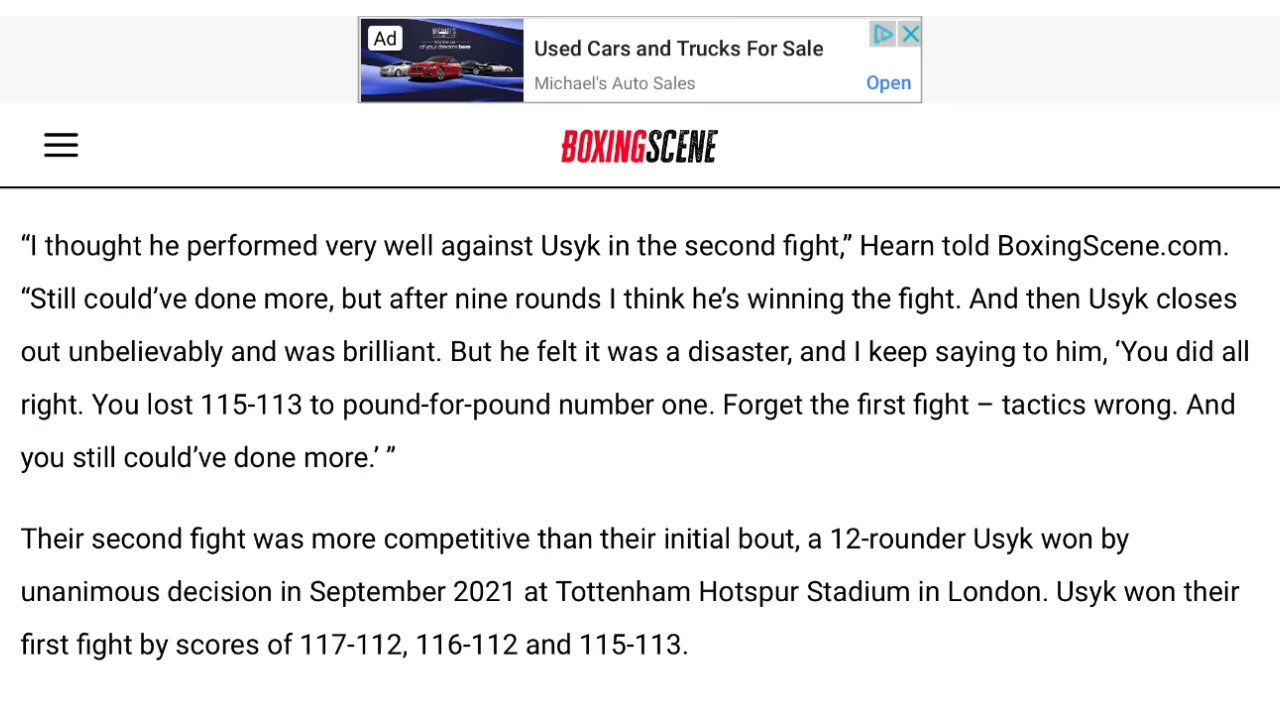 Ad
MICHAEL'S
of your dreams here
Used Cars and Trucks For Sale
Michael's Auto Sales
Open
BOXINGSCENE
“I thought he performed very well against Usyk in the second fight,” Hearn told BoxingScene.com.
“Still could’ve done more, but after nine rounds I think he’s winning the fight. And then Usyk closes
out unbelievably and was brilliant. But he felt it was a disaster, and I keep saying to him, ‘You did all
right. You lost 115-113 to pound-for-pound number one. Forget the first fight – tactics wrong. And
you still could’ve done more.’ ”
Their second fight was more competitive than their initial bout, a 12-rounder Usyk won by
unanimous decision in September 2021 at Tottenham Hotspur Stadium in London. Usyk won their
first fight by scores of 117-112, 116-112 and 115-113.